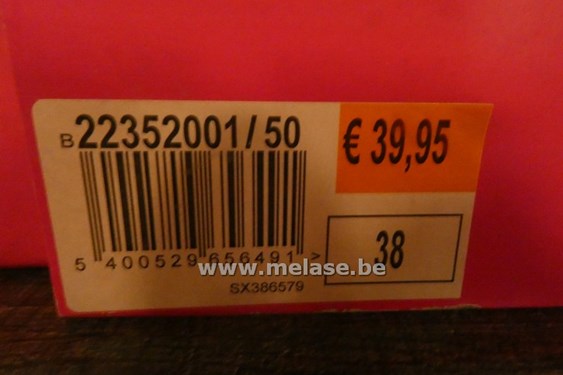 B 22352001/50
€ 39,95
5 400529 656491 >
38
www.melase.be
SX386579